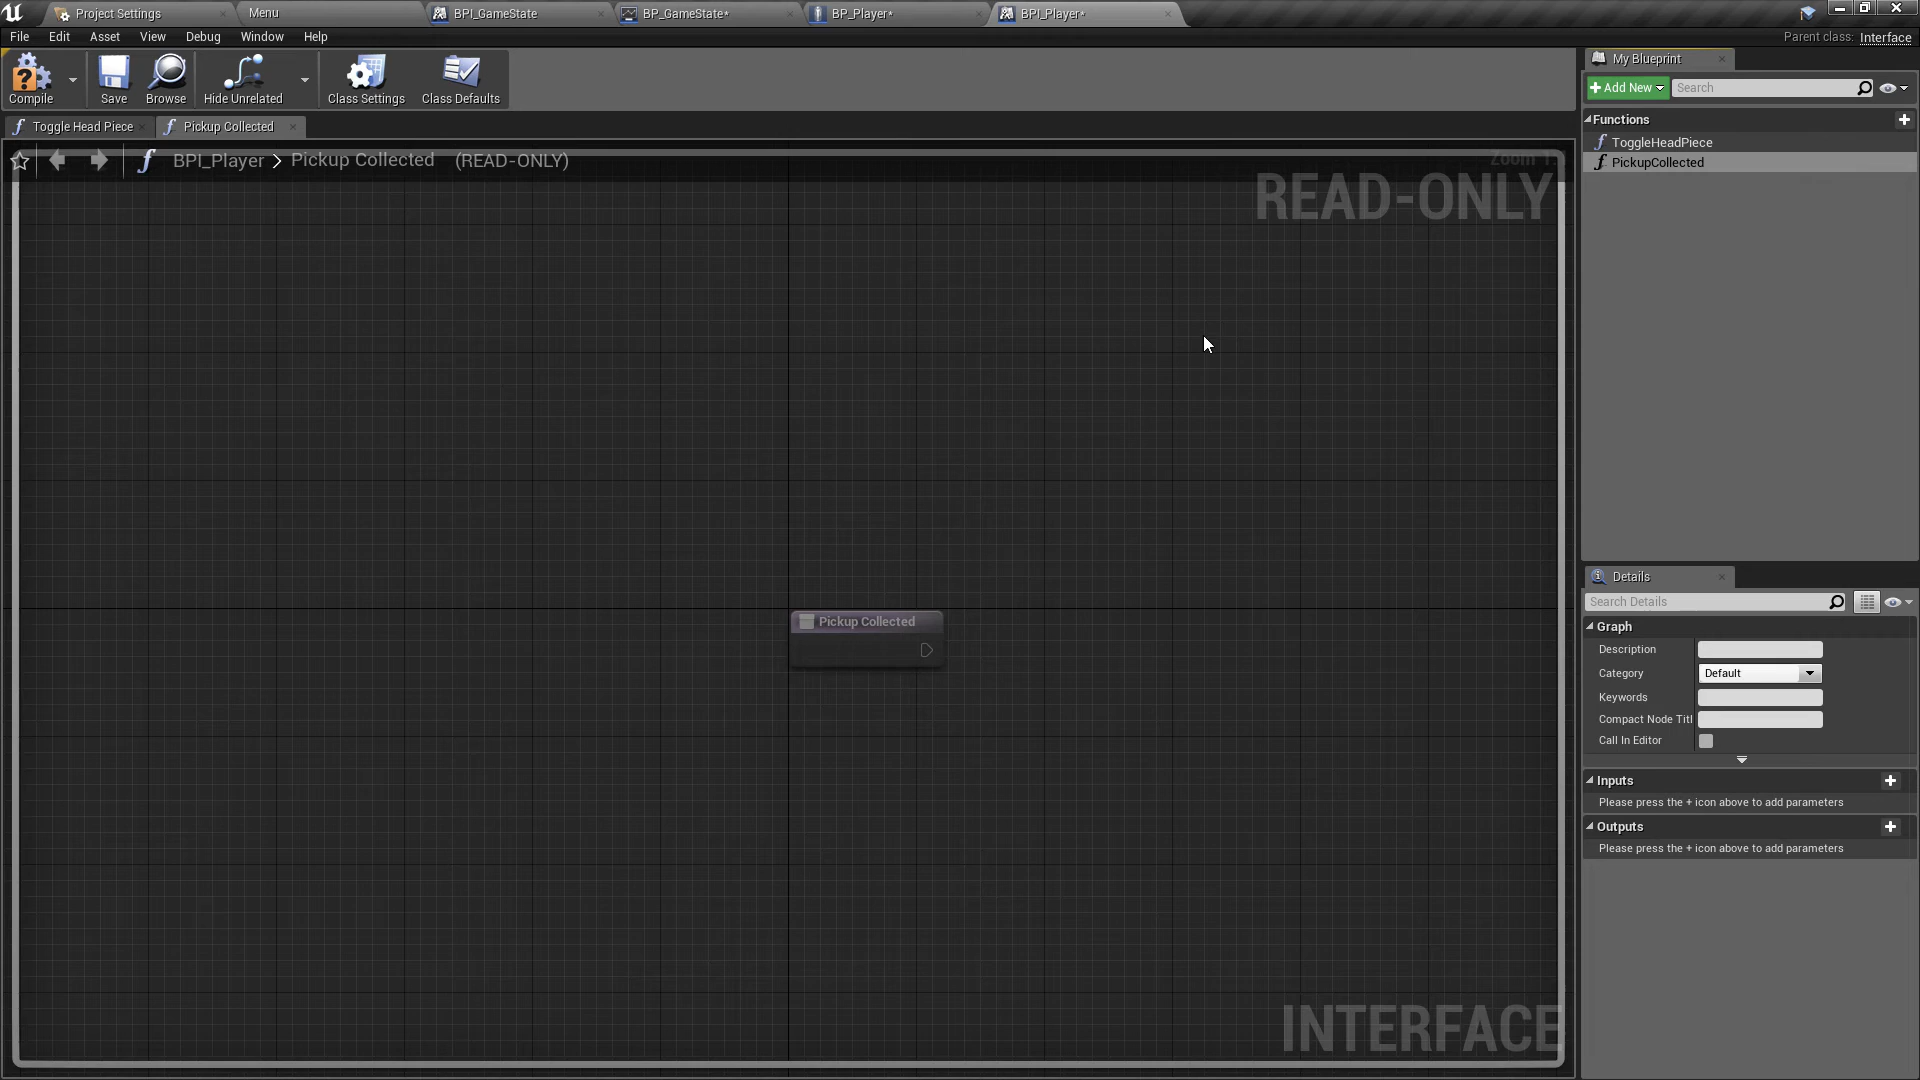 Project Settings
Menu
BPI_GameState
BP_GameState*
BP_Player*
BPI_Player*
File
Edit
Asset
View
Debug
Window
Help
Parent class: Interface
Compile
Save
Browse
Hide Unrelated
Class Settings
Class Defaults
My Blueprint
Add New
Search
Toggle Head Piece
Pickup Collected
Functions
ToggleHeadPiece
PickupCollected
BPI_Player > Pickup Collected (READ-ONLY)
READ-ONLY
Pickup Collected
INTERFACE
Details
Search Details
Graph
Description
Category
Default
Keywords
Compact Node Titl
Call In Editor
Inputs
Please press the + icon above to add parameters
Outputs
Please press the + icon above to add parameters